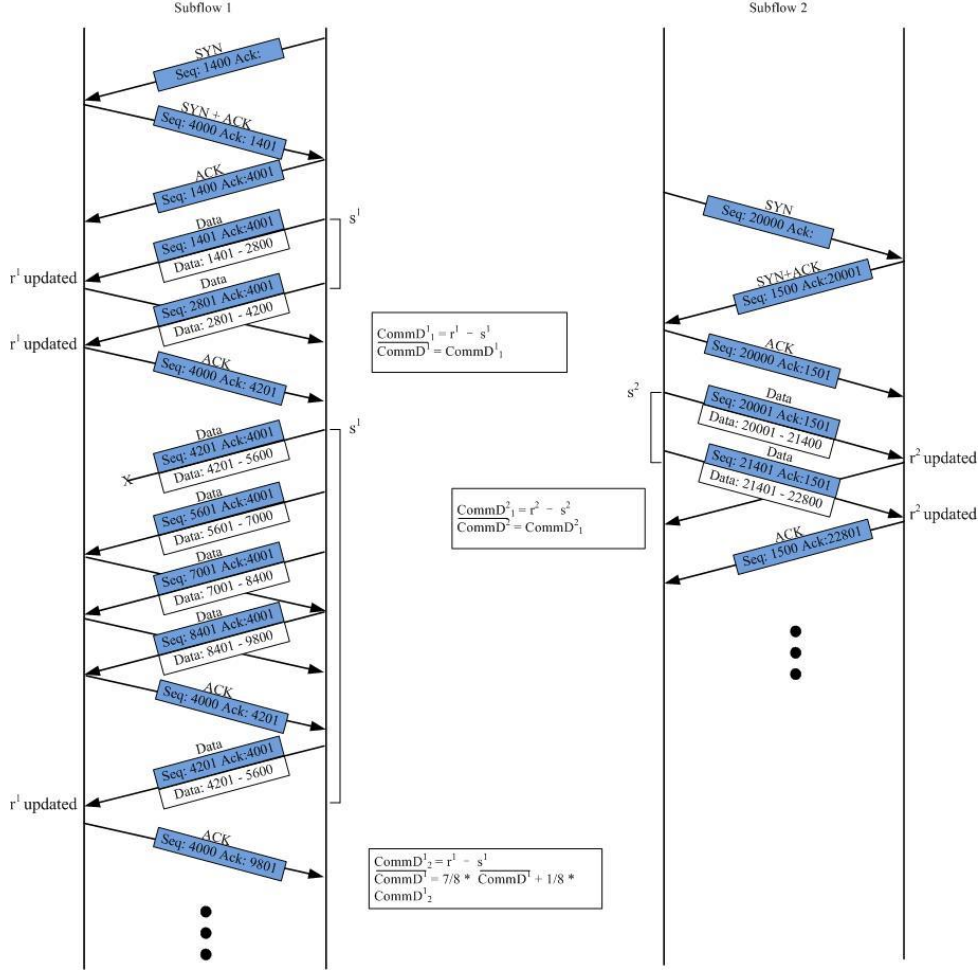 Subflow 1
SYN
Seq: 1400 Ack:
SYN + ACK
Seq: 4000 Ack: 1401
ACK
Seq: 1400 Ack:4001
Data
Seq: 1401 Ack:4001
Data: 1401 - 2800
s¹
r¹ updated
Data
Seq: 2801 Ack:4001
Data: 2801 - 4200
r¹ updated
ACK
Seq: 4000 Ack: 4201
CommD¹₁ = r¹ - s¹
CommD¹ = CommD¹₁
Data
Seq: 4201 Ack:4001
Data: 4201 - 5600
s¹
X
Data
Seq: 5601 Ack:4001
Data: 5601 - 7000
Data
Seq: 7001 Ack:4001
Data: 7001 - 8400
Data
Seq: 8401 Ack:4001
Data: 8401 - 9800
ACK
Seq: 4000 Ack: 4201
Data
Seq: 4201 Ack:4001
Data: 4201 - 5600
r¹ updated
ACK
Seq: 4000 Ack: 9801
CommD¹₂ = r¹ - s¹
CommD¹ = 7/8 * CommD¹ + 1/8 *
CommD¹₂
Subflow 2
SYN
Seq: 20000 Ack:
SYN+ACK
Seq: 1500 Ack:20001
ACK
Seq: 20000 Ack:1501
s²
Data
Seq: 20001 Ack:1501
Data: 20001 - 21400
r² updated
Data
Seq: 21401 Ack:1501
Data: 21401 - 22800
r² updated
CommD²₁ = r² - s²
CommD² = CommD²₁
ACK
Seq: 1500 Ack:22801